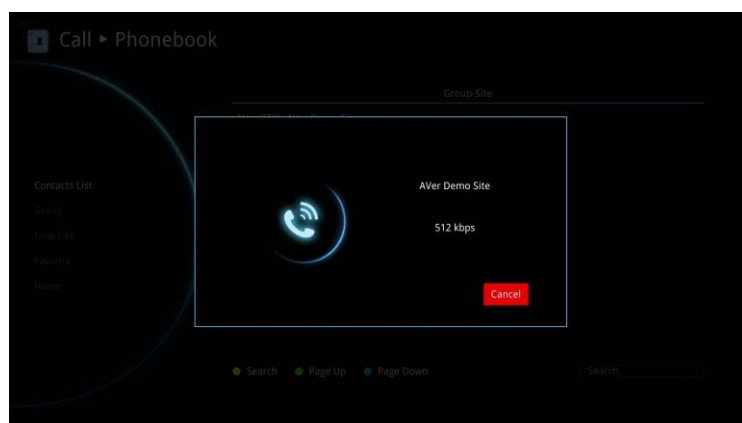 Call ► Phonebook
Group-Site
Contacts List
Group
New Site
Favorite
Home
AVer Demo Site
512 kbps
Cancel
Search
Page Up
Page Down
Search